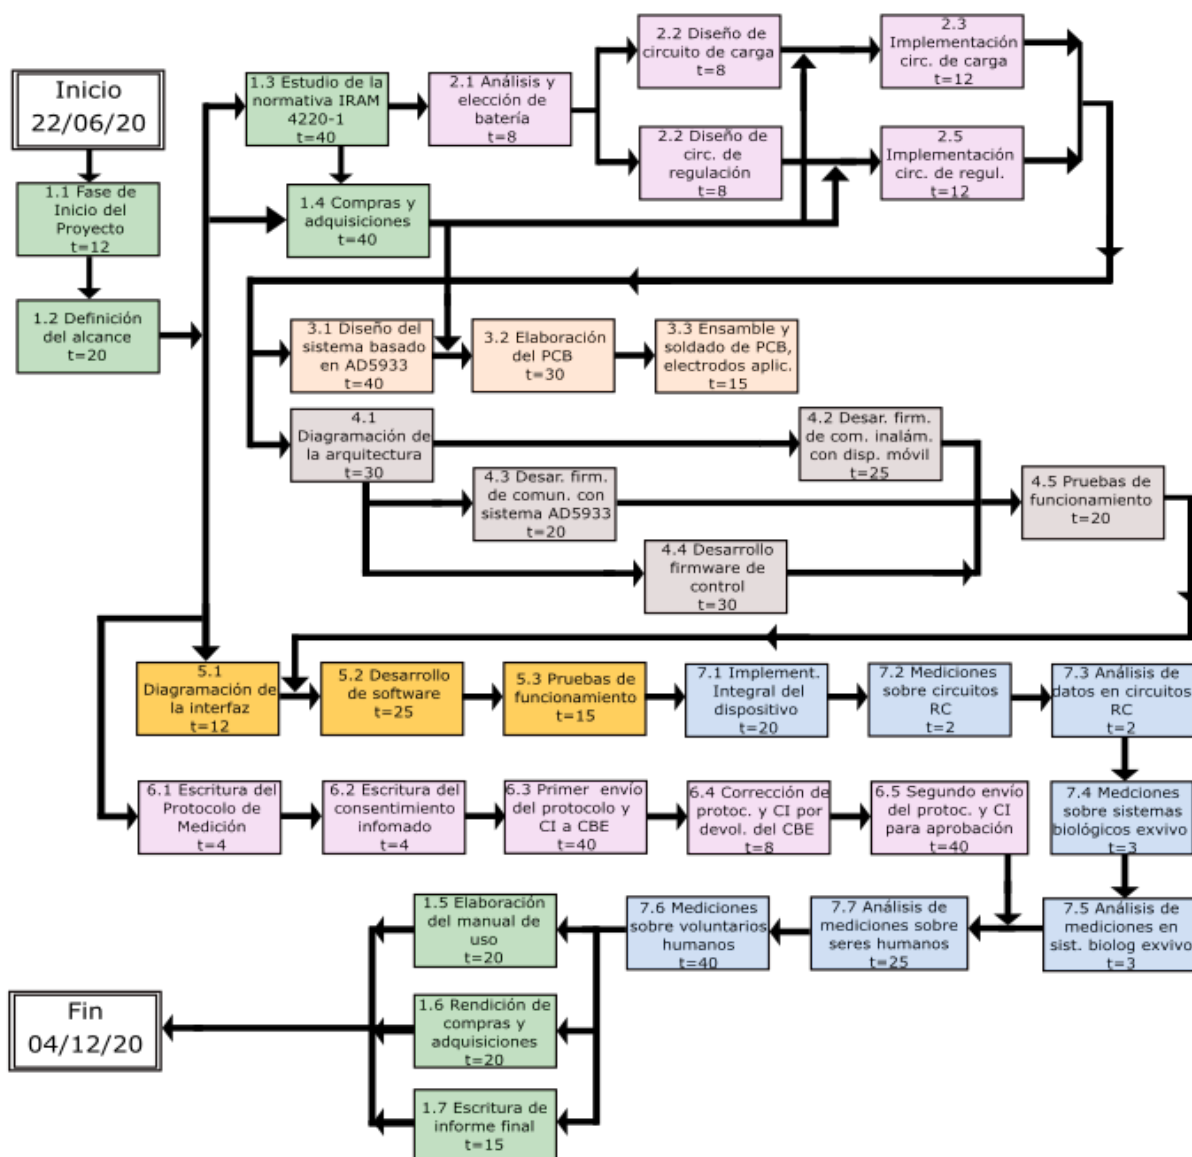 Inicio
22/06/20
1.1 Fase de
Inicio del
Proyecto
t=12
1.2 Definición
del alcance
t=20
1.3 Estudio de la
normativa IRAM
4220-1
t=40
1.4 Compras y
adquisiciones
t=40
2.1 Análisis y
elección de
batería
t=8
2.2 Diseño de
circuito de carga
t=8
2.2 Diseño de
circ. de
regulación
t=8
2.3
Implementación
circ. de carga
t=12
2.5
Implementación
circ. de regul.
t=12
3.1 Diseño del
sistema basado
en AD5933
t=40
3.2 Elaboración
del PCB
t=30
3.3 Ensamble y
soldado de PCB,
electrodos aplic.
t=15
4.1
Diagramación de
la arquitectura
t=30
4.2 Desar. firm.
de com. inalám.
con disp. móvil
t=25
4.3 Desar. firm.
de comun. con
sistema AD5933
t=20
4.4 Desarrollo
firmware de
control
t=30
4.5 Pruebas de
funcionamiento
t=20
5.1
Diagramación de
la interfaz
t=12
5.2 Desarrollo
de software
t=25
5.3 Pruebas de
funcionamiento
t=15
7.1 Implement.
Integral del
dispositivo
t=20
7.2 Mediciones
sobre circuitos
RC
t=2
7.3 Análisis de
datos en circuitos
RC
t=2
6.1 Escritura del
Protocolo de
Medición
t=4
6.2 Escritura del
consentimiento
infomado
t=4
6.3 Primer envío
del protocolo y
CI a CBE
t=40
6.4 Corrección de
protoc. y CI por
devol. del CBE
t=8
6.5 Segundo envío
del protoc. y CI
para aprobación
t=40
7.4 Medciones
sobre sistemas
biológicos exvivo
t=3
1.5 Elaboración
del manual de
uso
t=20
7.6 Mediciones
sobre voluntarios
humanos
t=40
7.7 Análisis de
mediciones sobre
seres humanos
t=25
7.5 Análisis de
mediciones en
sist. biolog exvivo
t=3
Fin
04/12/20
1.6 Rendición de
compras y
adquisiciones
t=20
1.7 Escritura de
informe final
t=15